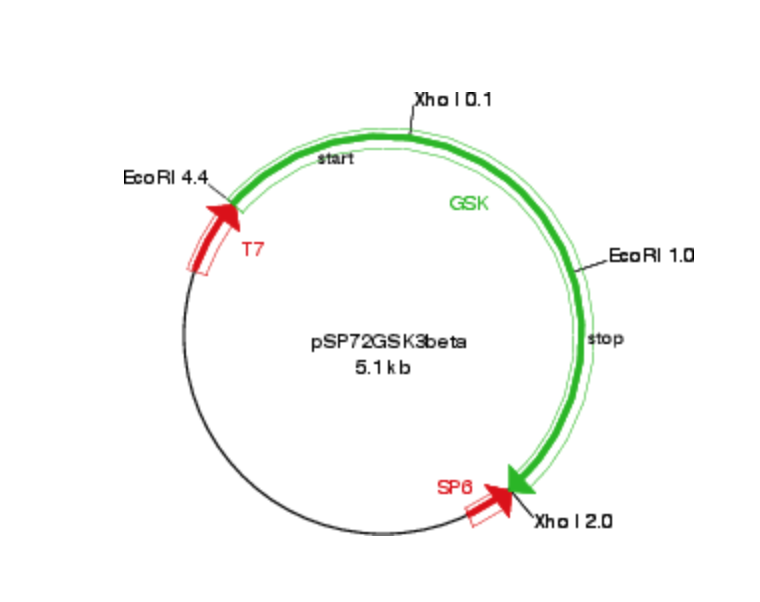 Xho I 0.1
start
EcoRI 4.4
GSK
T7
EcoRI 1.0
pSP72GSK3beta
stop
5.1 kb
SP6
Xho I 2.0